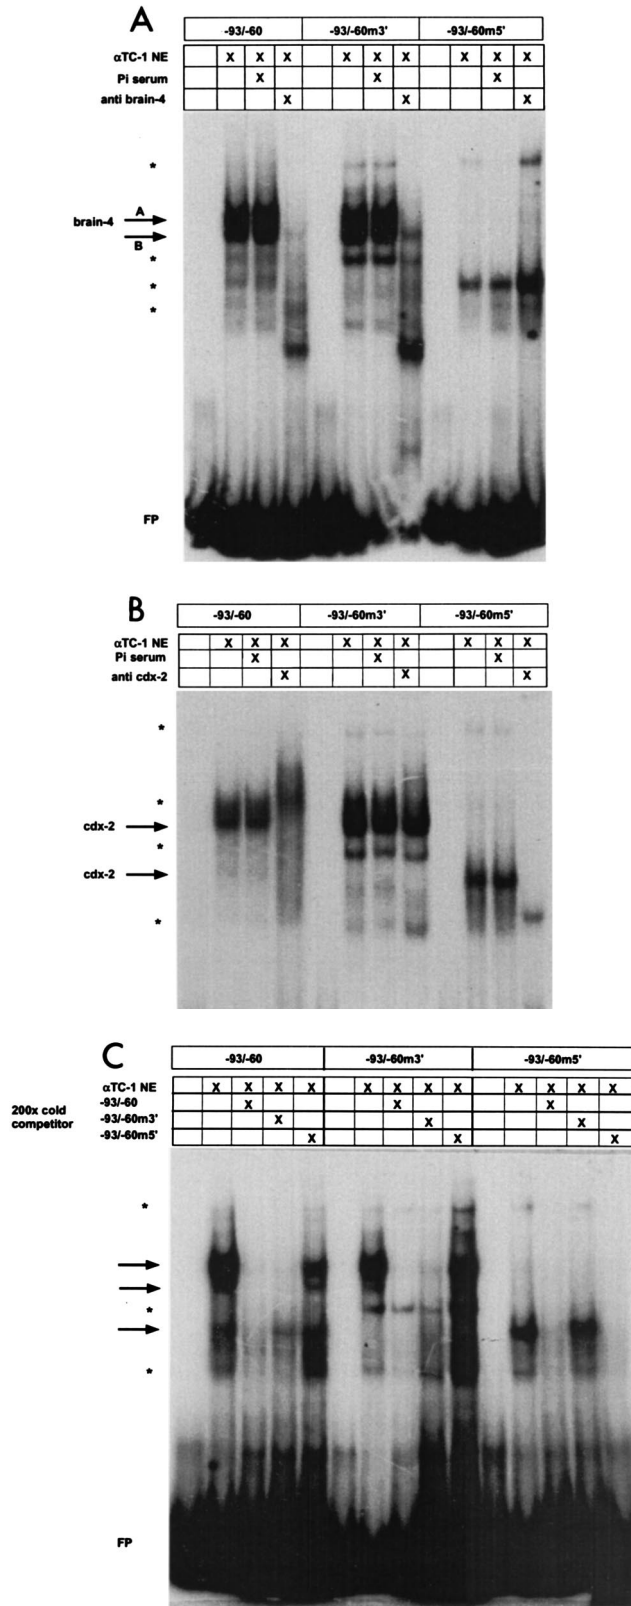 A
-93/-60 -93/-60m3' -93/-60m5'
αTC-1 NE X X X X X X X X X
Pi serum X X X
anti brain-4 X X X
*
brain-4 A
B
*
*
*
FP
B
-93/-60 -93/-60m3' -93/-60m5'
αTC-1 NE X X X X X X X X X
Pi serum X X X
anti cdx-2 X X X
*
*
cdx-2
*
cdx-2
*
C
-93/-60 -93/-60m3' -93/-60m5'
αTC-1 NE X X X X X X X X X X X X
200x cold competitor
-93/-60 X X X
-93/-60m3' X X X
-93/-60m5' X X X
*
*
*
FP